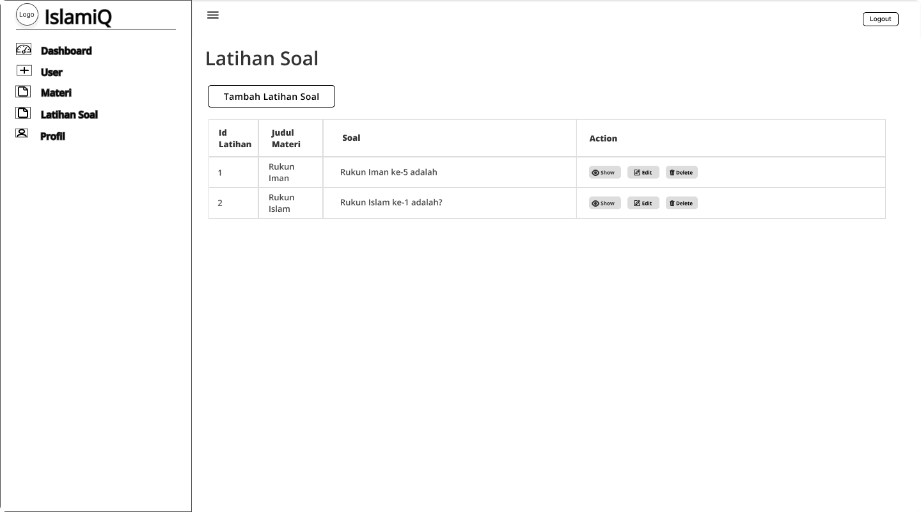 Logo
IslamiQ
Dashboard
User
Materi
Latihan Soal
Profil
Logout
Latihan Soal
Tambah Latihan Soal
Id
Latihan
Judul
Materi
Soal
Action
1
Rukun
Iman
Rukun Iman ke-5 adalah
Show
Edit
Delete
2
Rukun
Islam
Rukun Islam ke-1 adalah?
Show
Edit
Delete